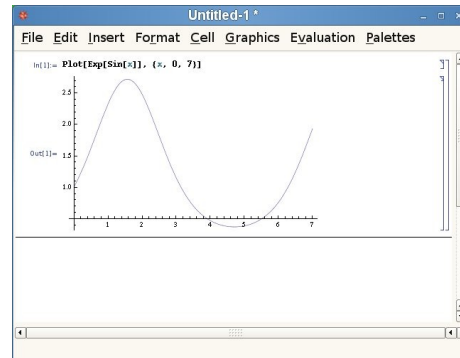 Untitled-1 *
File Edit Insert Format Cell Graphics Evaluation Palettes
In[1]:= Plot[Exp[Sin[x]], {x, 0, 7}]
2.5
2.0
Out[1]= 1.5
1.0
1 2 3 4 5 6 7